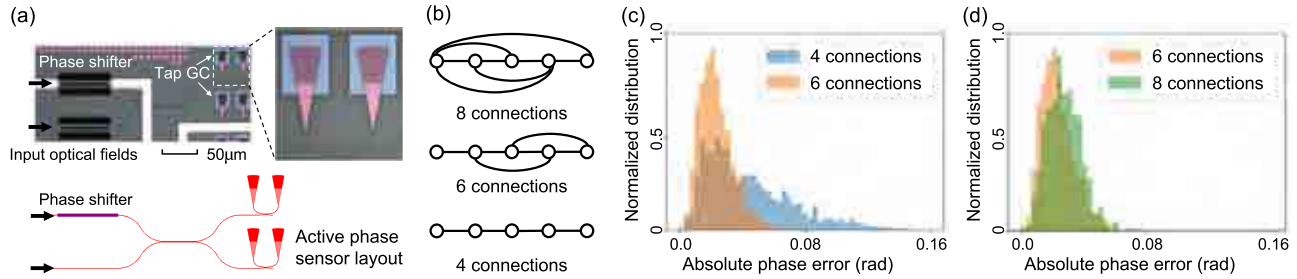 (a)
Phase shifter
Tap GC
Input optical fields
50μm
Phase shifter
Active phase
sensor layout
(b)
8 connections
6 connections
4 connections
(c)
Normalized distribution
1.0
0.5
0
4 connections
6 connections
0.0
0.08
0.16
Absolute phase error (rad)
(d)
Normalized distribution
1.0
0.5
0
6 connections
8 connections
0.0
0.08
0.16
Absolute phase error (rad)